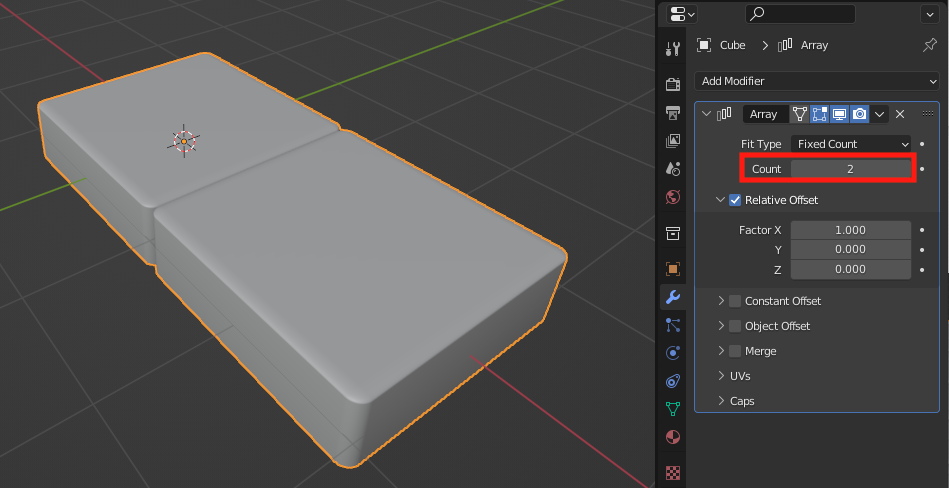 Cube > Array
Add Modifier
Array
Fit Type Fixed Count
Count 2
Relative Offset
Factor X 1.000
Y 0.000
Z 0.000
Constant Offset
Object Offset
Merge
UVs
Caps